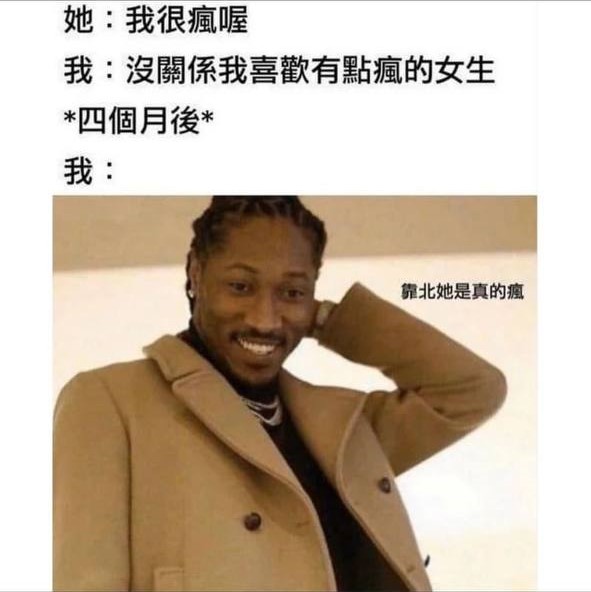 她：我很瘋喔
我：沒關係我喜歡有點瘋的女生
*四個月後*
我：
靠北她是真的瘋